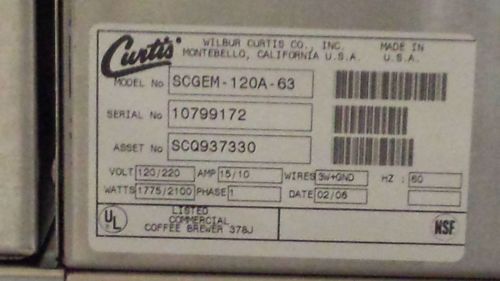 Curtis
WILBUR CURTIS CO., INC.
MONTEBELLO, CALIFORNIA U.S.A.
MADE IN
U.S.A.
MODEL No SCGEM-120A-63
SERIAL No 10799172
ASSET No SCQ937330
VOLT 120/220 AMP 15/10 WIRES 3W+GND HZ : 60
WATTS 1775/2100 PHASE 1 DATE 02/06
UL
LISTED
COMMERCIAL
COFFEE BREWER 378J
NSF